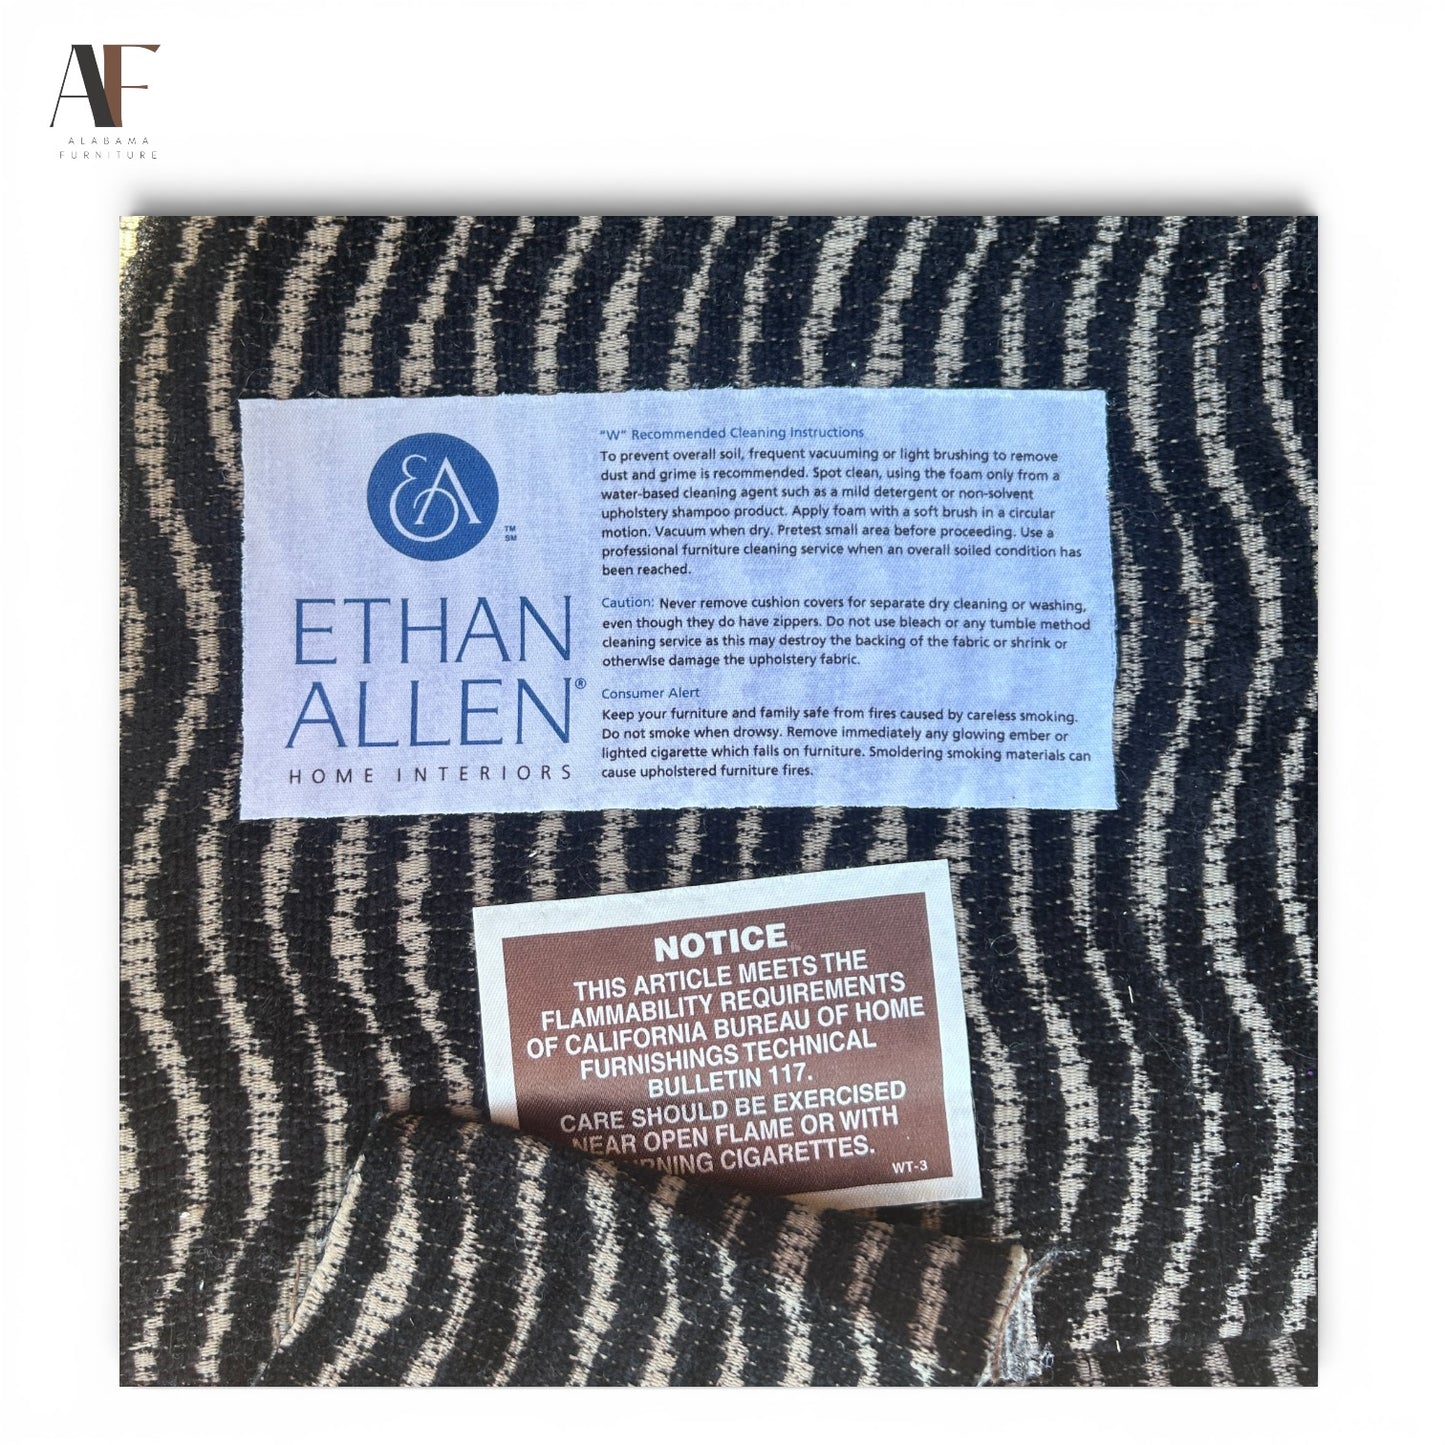 AF
ALABAMA
FURNITURE
EA
TM
SM
ETHAN
ALLEN®
HOME INTERIORS
"W" Recommended Cleaning Instructions
To prevent overall soil, frequent vacuuming or light brushing to remove
dust and grime is recommended. Spot clean, using the foam only from a
water-based cleaning agent such as a mild detergent or non-solvent
upholstery shampoo product. Apply foam with a soft brush in a circular
motion. Vacuum when dry. Pretest small area before proceeding. Use a
professional furniture cleaning service when an overall soiled condition has
been reached.
Caution: Never remove cushion covers for separate dry cleaning or washing,
even though they do have zippers. Do not use bleach or any tumble method
cleaning service as this may destroy the backing of the fabric or shrink or
otherwise damage the upholstery fabric.
Consumer Alert
Keep your furniture and family safe from fires caused by careless smoking.
Do not smoke when drowsy. Remove immediately any glowing ember or
lighted cigarette which falls on furniture. Smoldering smoking materials can
cause upholstered furniture fires.
NOTICE
THIS ARTICLE MEETS THE
FLAMMABILITY REQUIREMENTS
OF CALIFORNIA BUREAU OF HOME
FURNISHINGS TECHNICAL
BULLETIN 117.
CARE SHOULD BE EXERCISED
NEAR OPEN FLAME OR WITH
CIGARETTES.
WT-3